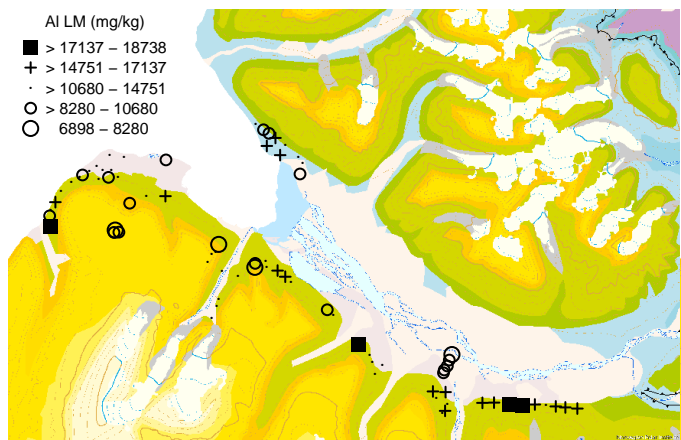 Al LM (mg/kg)
> 17137 – 18738
> 14751 – 17137
> 10680 – 14751
> 8280 – 10680
6898 – 8280